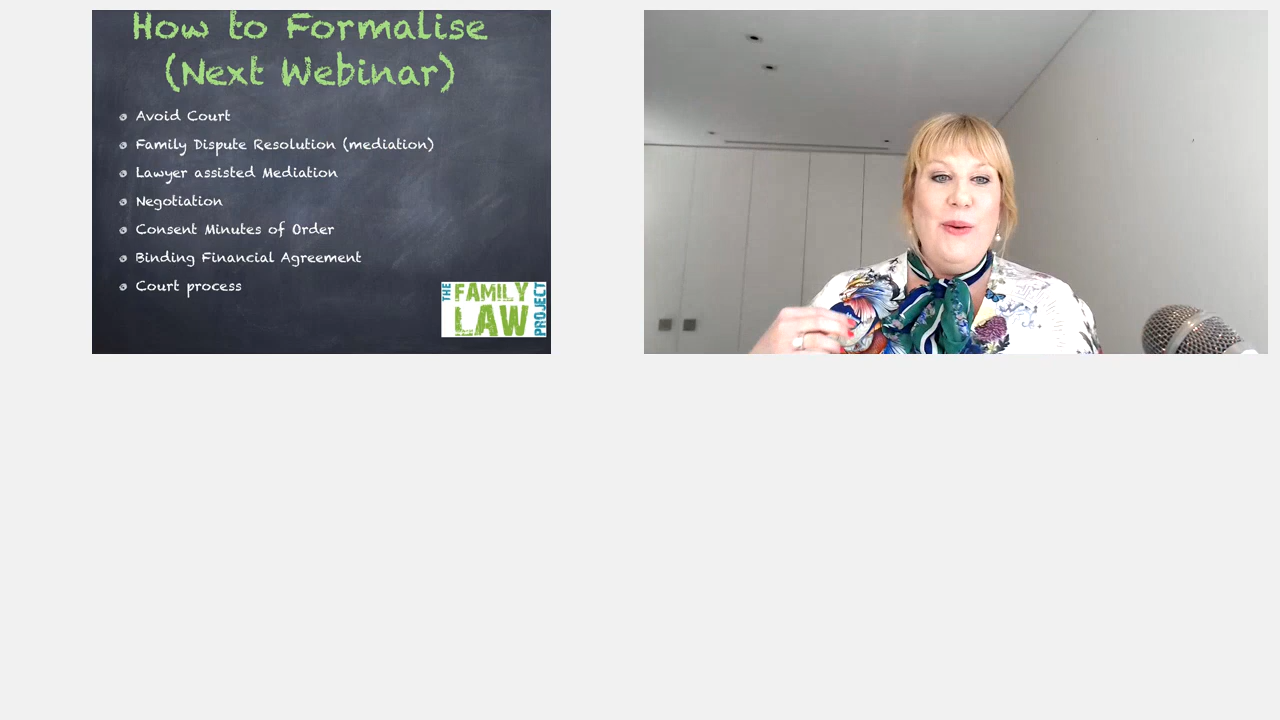 How to Formalise
(Next Webinar)
Avoid Court
Family Dispute Resolution (mediation)
Lawyer assisted Mediation
Negotiation
Consent Minutes of Order
Binding Financial Agreement
Court process
THE
FAMILY
LAW
PROJECT